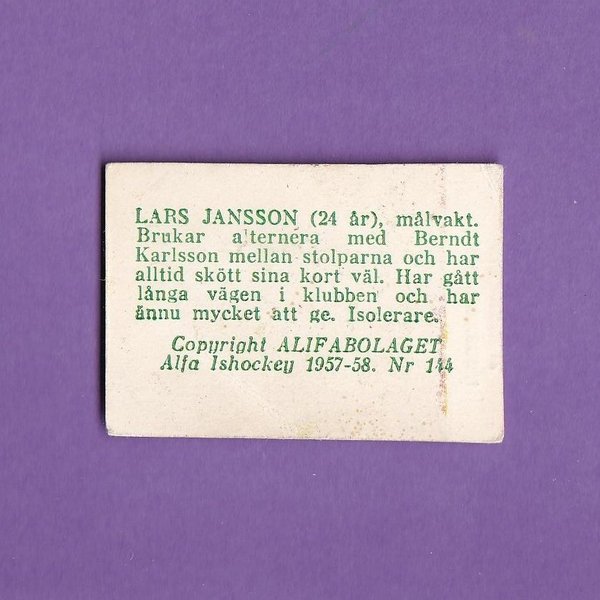 LARS JANSSON (24 år), målvakt.
Brukar alternera med Berndt
Karlsson mellan stolparna och har
alltid skött sina kort väl. Har gått
långa vägen i klubben och har
ännu mycket att ge. Isolerare.
Copyright ALIFABOLAGET
Alfa Ishockey 1957-58. Nr 144